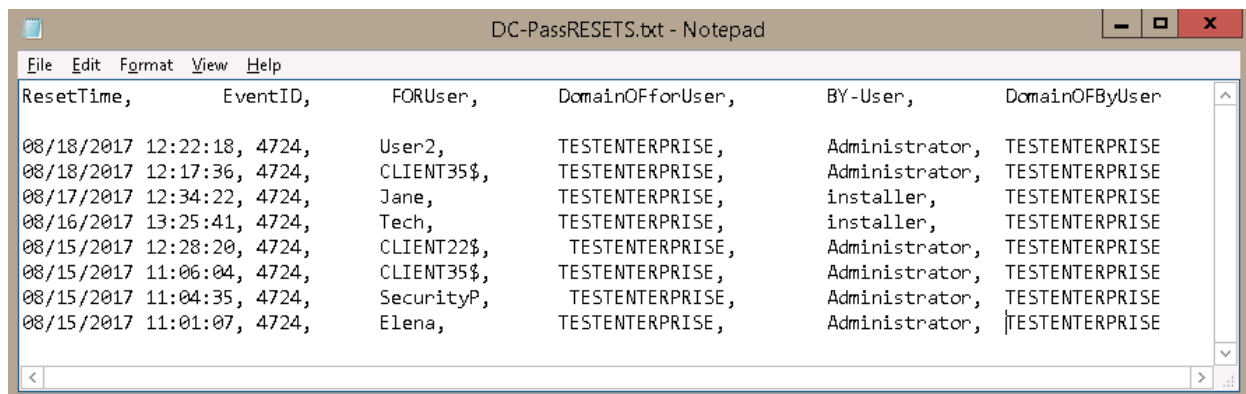 DC-PassRESETS.txt - Notepad
File Edit Format View Help
ResetTime, EventID, FORUser, DomainOFforUser, BY-User, DomainOFByUser
08/18/2017 12:22:18, 4724, User2, TESTENTERPRISE, Administrator, TESTENTERPRISE
08/18/2017 12:17:36, 4724, CLIENT35$, TESTENTERPRISE, Administrator, TESTENTERPRISE
08/17/2017 12:34:22, 4724, Jane, TESTENTERPRISE, installer, TESTENTERPRISE
08/16/2017 13:25:41, 4724, Tech, TESTENTERPRISE, installer, TESTENTERPRISE
08/15/2017 12:28:20, 4724, CLIENT22$, TESTENTERPRISE, Administrator, TESTENTERPRISE
08/15/2017 11:06:04, 4724, CLIENT35$, TESTENTERPRISE, Administrator, TESTENTERPRISE
08/15/2017 11:04:35, 4724, SecurityP, TESTENTERPRISE, Administrator, TESTENTERPRISE
08/15/2017 11:01:07, 4724, Elena, TESTENTERPRISE, Administrator, TESTENTERPRISE